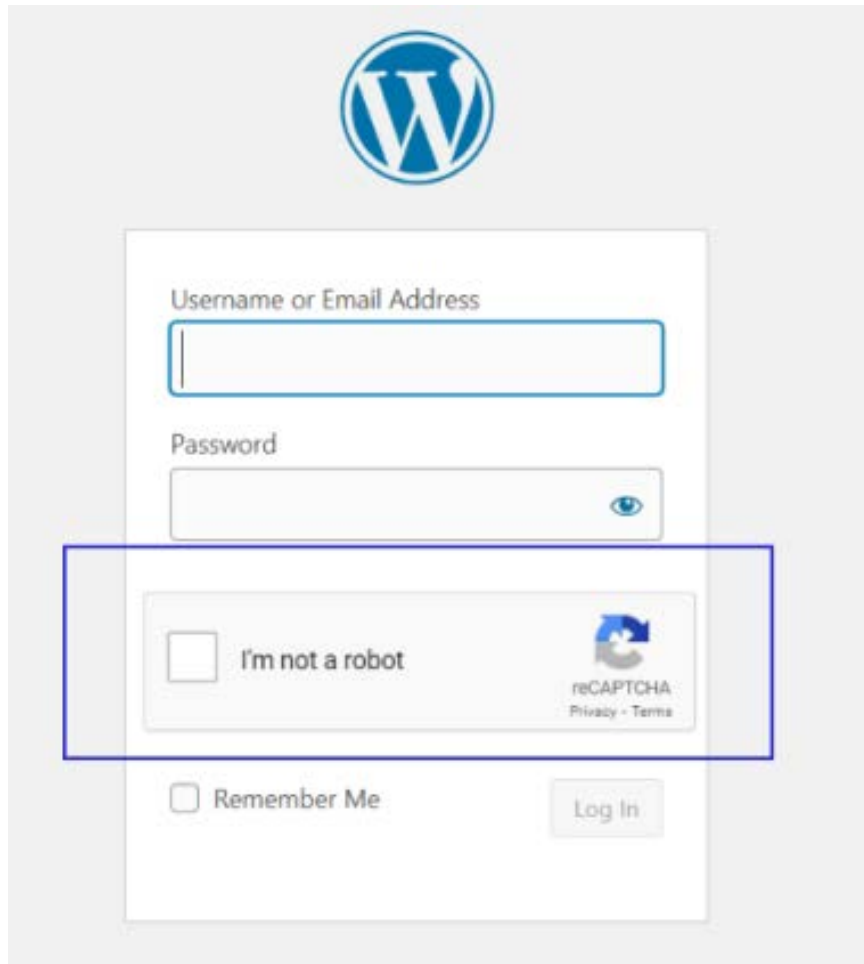 Username or Email Address
Password
I'm not a robot
reCAPTCHA
Privacy - Terms
Remember Me
Log In